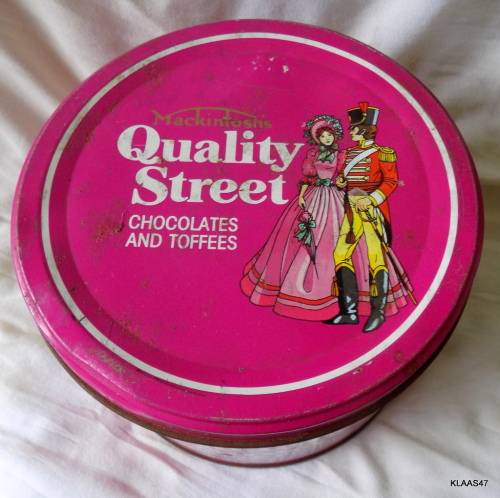 Mackintosh's
Quality
Street
CHOCOLATES
AND TOFFEES
KLAAS47